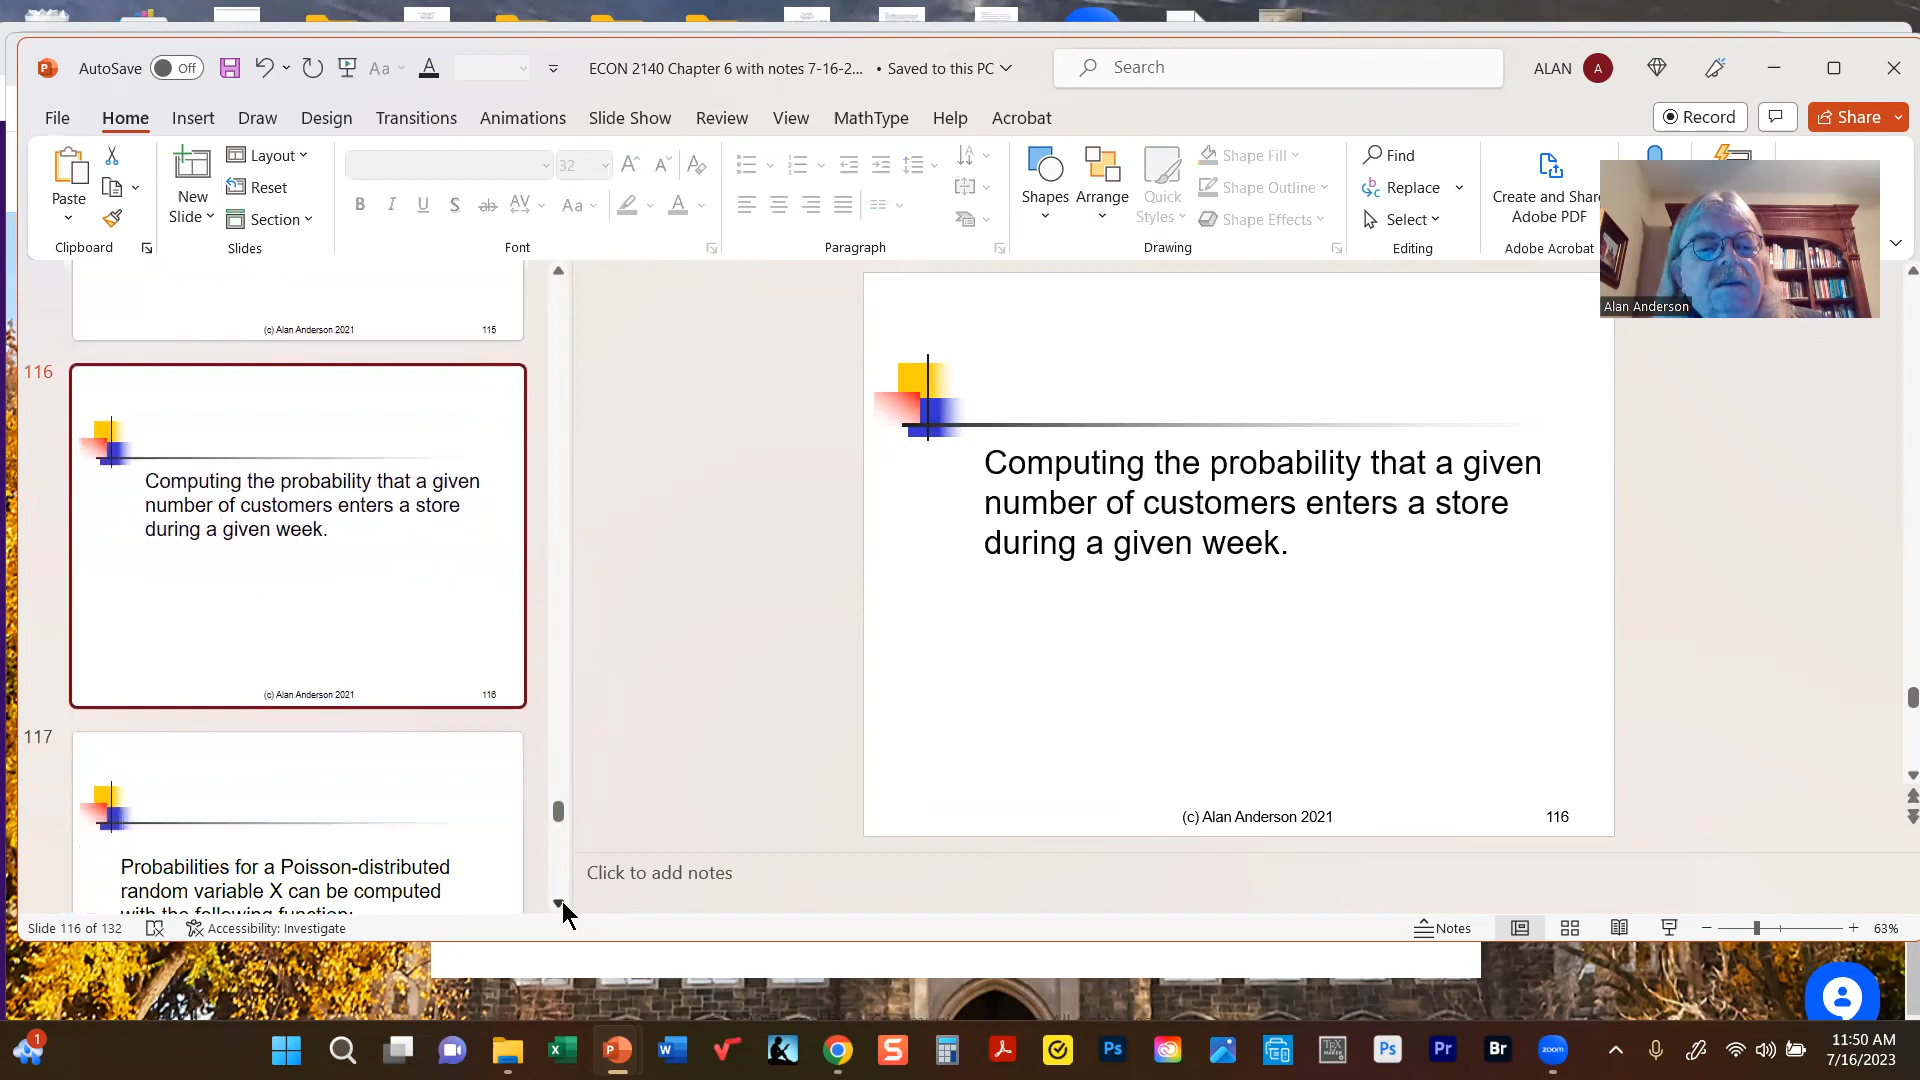 AutoSave Off
ECON 2140 Chapter 6 with notes 7-16-2... • Saved to this PC
Search
ALAN A
File Home Insert Draw Design Transitions Animations Slide Show Review View MathType Help Acrobat
Record Share
Paste
Clipboard
New
Slide
Layout
Reset
Section
Slides
32
Font
Paragraph
Shapes Arrange Quick
Styles
Shape Fill
Shape Outline
Shape Effects
Drawing
Find
Replace
Select
Editing
Create and Share
Adobe PDF
Adobe Acrobat
Alan Anderson
(c) Alan Anderson 2021 115
116
Computing the probability that a given
number of customers enters a store
during a given week.
(c) Alan Anderson 2021 116
117
Probabilities for a Poisson-distributed
random variable X can be computed
with the following function:
Computing the probability that a given
number of customers enters a store
during a given week.
(c) Alan Anderson 2021 116
Click to add notes
Slide 116 of 132 Accessibility: Investigate Notes 63%
1
zoom
11:50 AM
7/16/2023